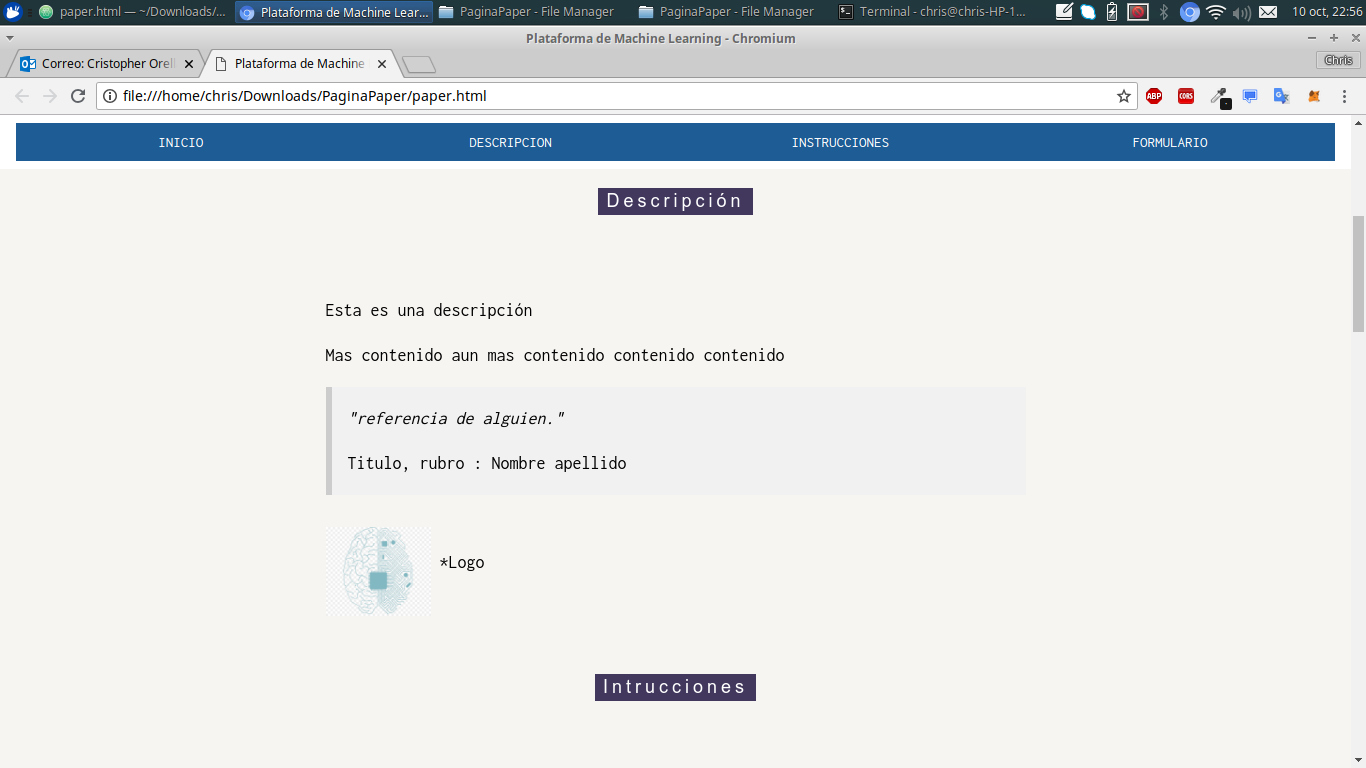 paper.html — ~/Downloads/... Plataforma de Machine Lear... PaginaPaper - File Manager PaginaPaper - File Manager Terminal - chris@chris-HP-1... 10 oct, 22:56
Plataforma de Machine Learning - Chromium
Correo: Cristopher Orell Plataforma de Machine Chris
file:///home/chris/Downloads/PaginaPaper/paper.html ABP CORS
INICIO DESCRIPCION INSTRUCCIONES FORMULARIO
Descripción
Esta es una descripción
Mas contenido aun mas contenido contenido contenido
"referencia de alguien."
Titulo, rubro : Nombre apellido
*Logo
Intrucciones